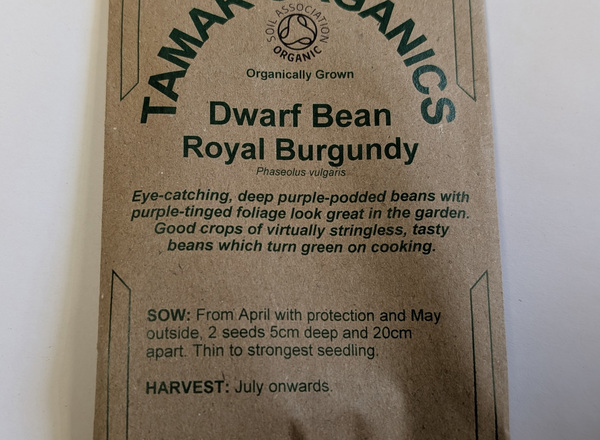 TAMAR ORGANICS
SOIL ASSOCIATION
ORGANIC
Organically Grown
Dwarf Bean
Royal Burgundy
Phaseolus vulgaris
Eye-catching, deep purple-podded beans with
purple-tinged foliage look great in the garden.
Good crops of virtually stringless, tasty
beans which turn green on cooking.
SOW: From April with protection and May
outside, 2 seeds 5cm deep and 20cm
apart. Thin to strongest seedling.
HARVEST: July onwards.